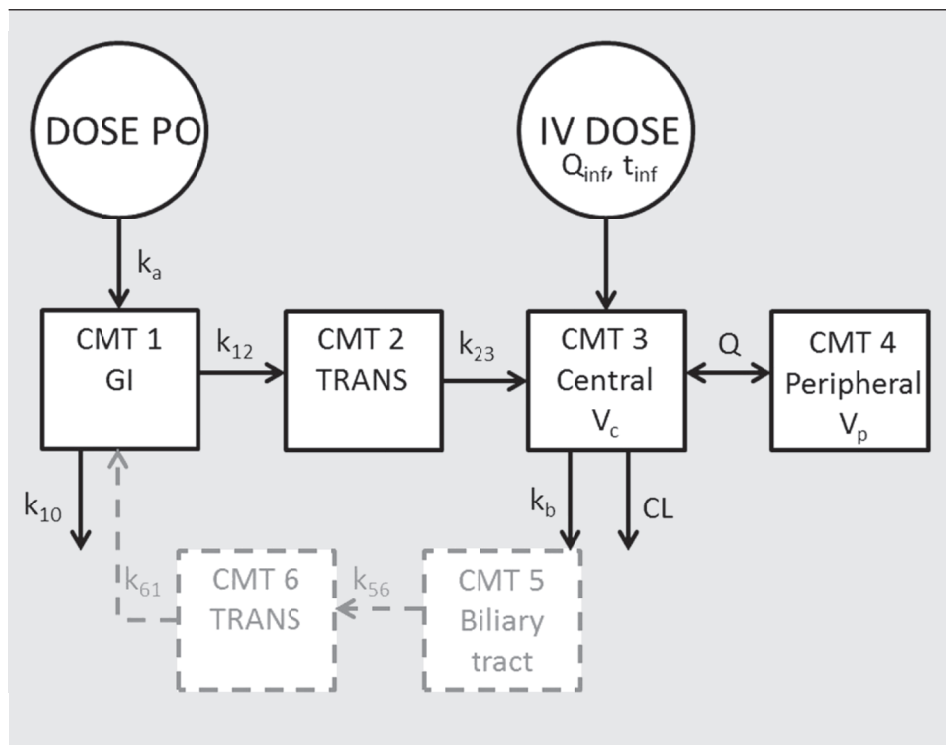 DOSE PO
IV DOSE
Qinf, tinf
ka
CMT 1
GI
k12
CMT 2
TRANS
k23
CMT 3
Central
Vc
Q
CMT 4
Peripheral
Vp
k10
kb
CL
k61
CMT 6
TRANS
k56
CMT 5
Biliary
tract